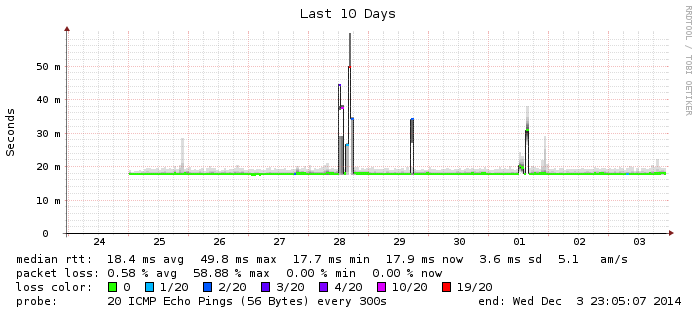 Last 10 Days
RRDTOOL / TOBI OETIKER
Seconds
50 m
40 m
30 m
20 m
10 m
0
24 25 26 27 28 29 30 01 02 03
median rtt: 18.4 ms avg 49.8 ms max 17.7 ms min 17.9 ms now 3.6 ms sd 5.1 am/s
packet loss: 0.58 % avg 58.88 % max 0.00 % min 0.00 % now
loss color: 0 1/20 2/20 3/20 4/20 10/20 19/20
probe: 20 ICMP Echo Pings (56 Bytes) every 300s end: Wed Dec 3 23:05:07 2014